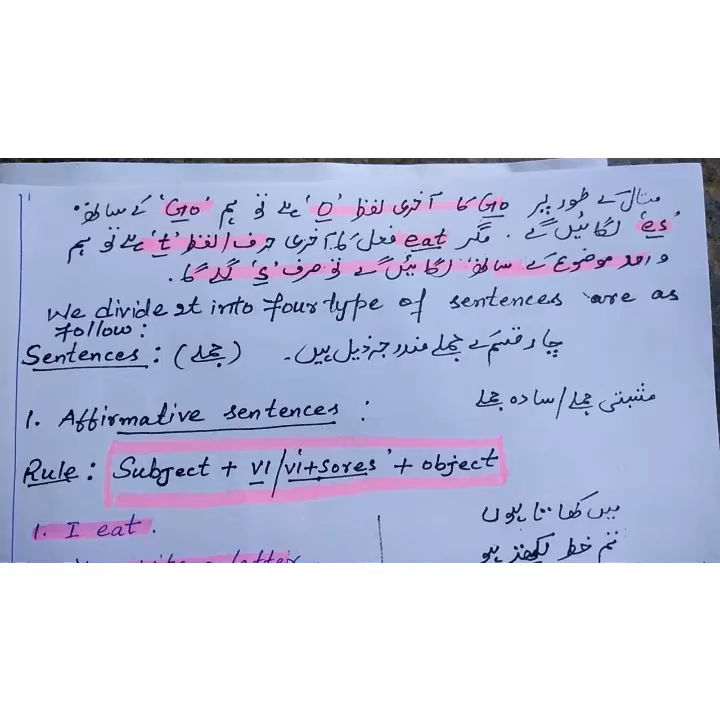 مثال کے طور پر Go کا آخری لفظ 'O' ہے تو ہم 'Go' کے ساتھ
'es' لگائیں گے۔ مگر eat فعل کا آخری حرف الفظ 't' ہے تو ہم
واحد موضوع کے ساتھ لگائیں گے تو صرف 's' لگے گا۔
We divide it into four type of sentences are as
follow:
Sentences: (جملے) چار قسم کے جملے مندرجہ ذیل ہیں۔
1. Affirmative sentences: مثبتی جملے/سادہ جملے
Rule: Subject + v1/v1+sores + object
1. I eat. میں کھاتا ہوں
a letter تم خط لکھتے ہو